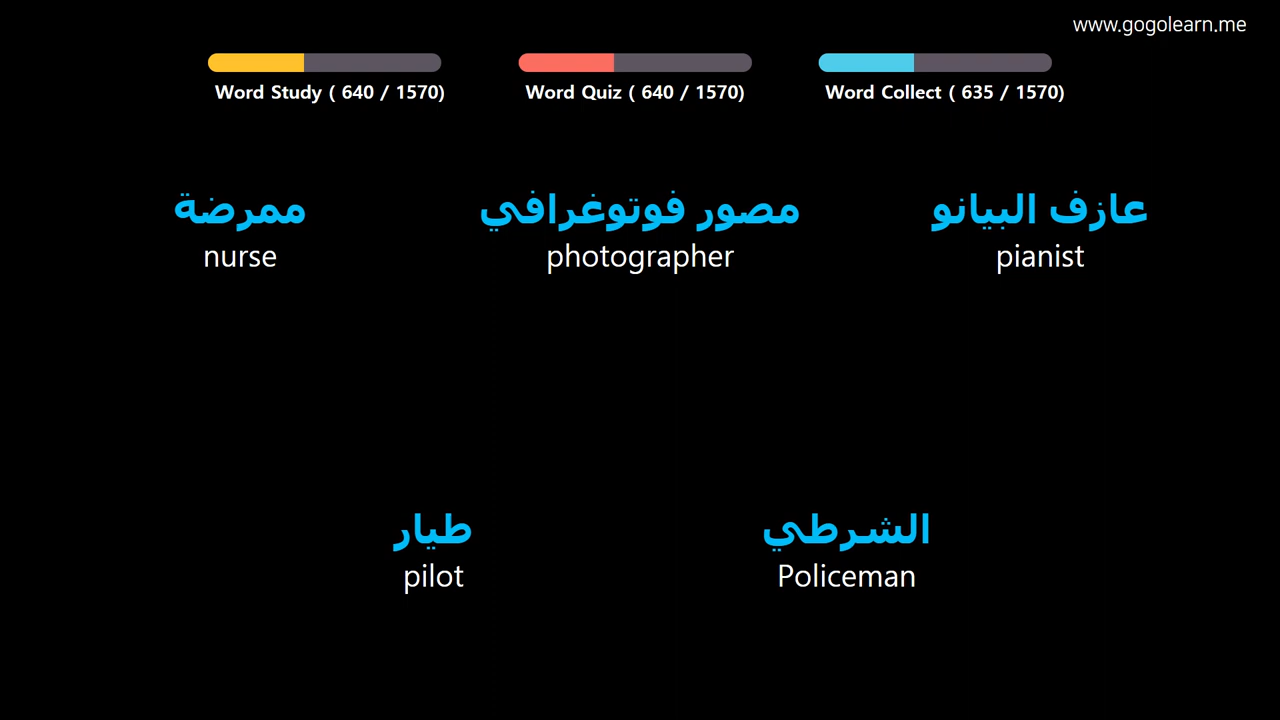 www.gogolearn.me
Word Study ( 640 / 1570)
Word Quiz ( 640 / 1570)
Word Collect ( 635 / 1570)
ممرضة
nurse
مصور فوتوغرافي
photographer
عازف البيانو
pianist
طيار
pilot
الشرطي
Policeman